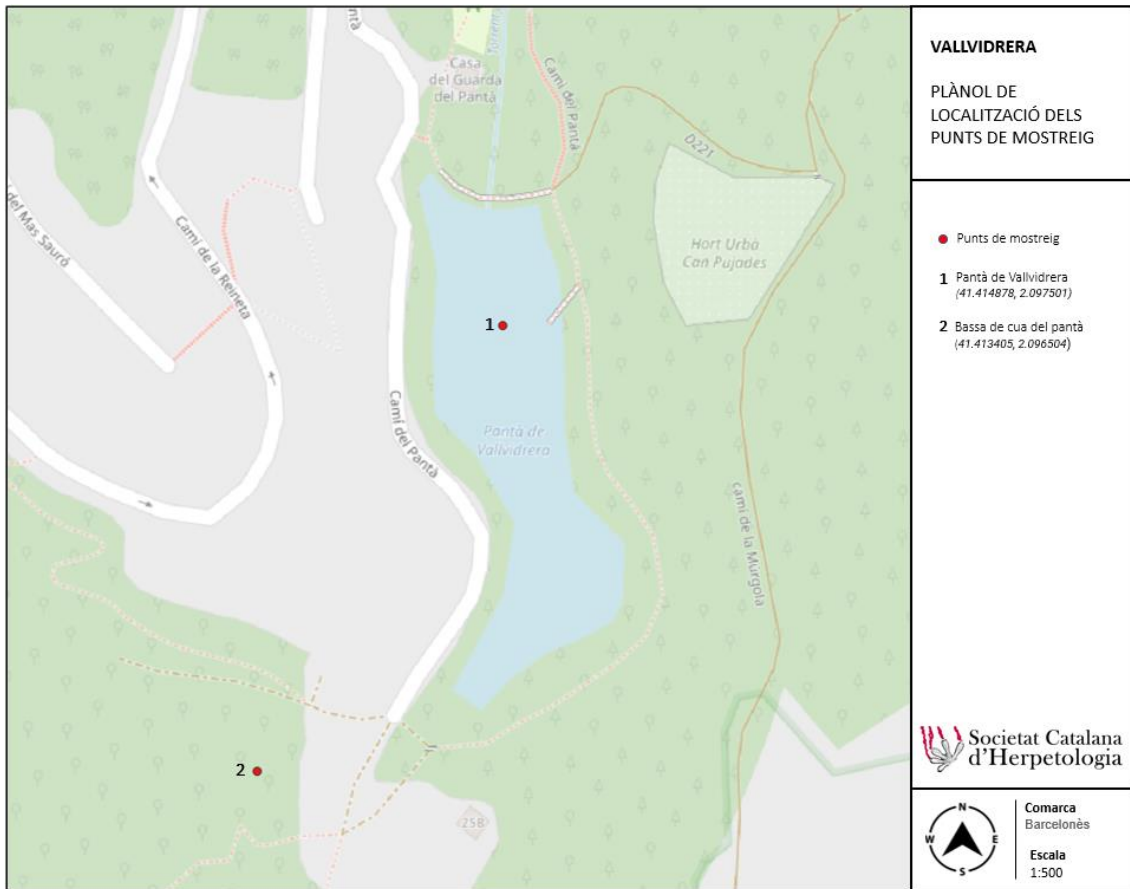 Casa
del Guarda
del Pantà
Torrent
antà
Camí del Pantà
D221
Hort Urbà
Can Pujades
í del Mas Sauró
Camí de la Reineta
1
Camí del Pantà
Pantà de
Vallvidrera
camí de la Múrgola
2
258
VALLVIDRERA
PLÀNOL DE
LOCALITZACIÓ DELS
PUNTS DE MOSTREIG
Punts de mostreig
1 Pantà de Vallvidrera
(41.414878, 2.097501)
2 Bassa de cua del pantà
(41.413405, 2.096504)
Societat Catalana
d'Herpetologia
N
W E
S
Comarca
Barcelonès
Escala
1:500